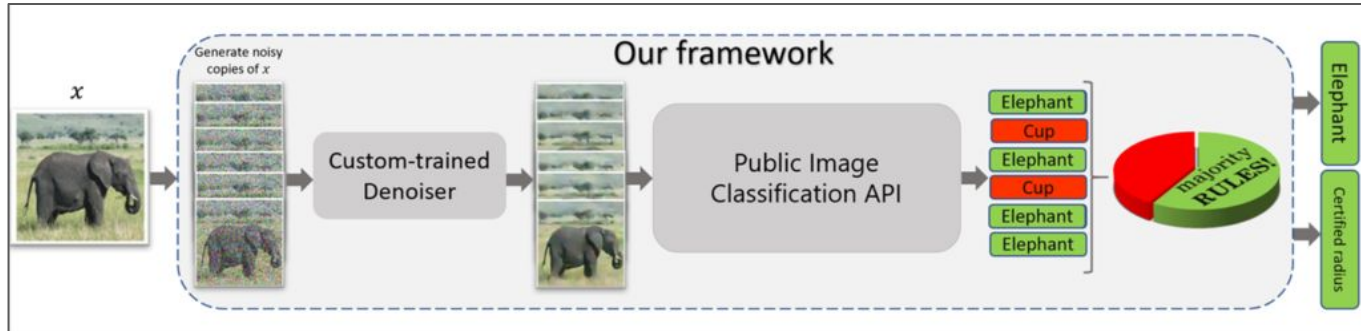 Our framework
Generate noisy
copies of x
x
Custom-trained
Denoiser
Public Image
Classification API
Elephant
Cup
Elephant
Cup
Elephant
Elephant
majority
RULES!
Elephant
Certified radius